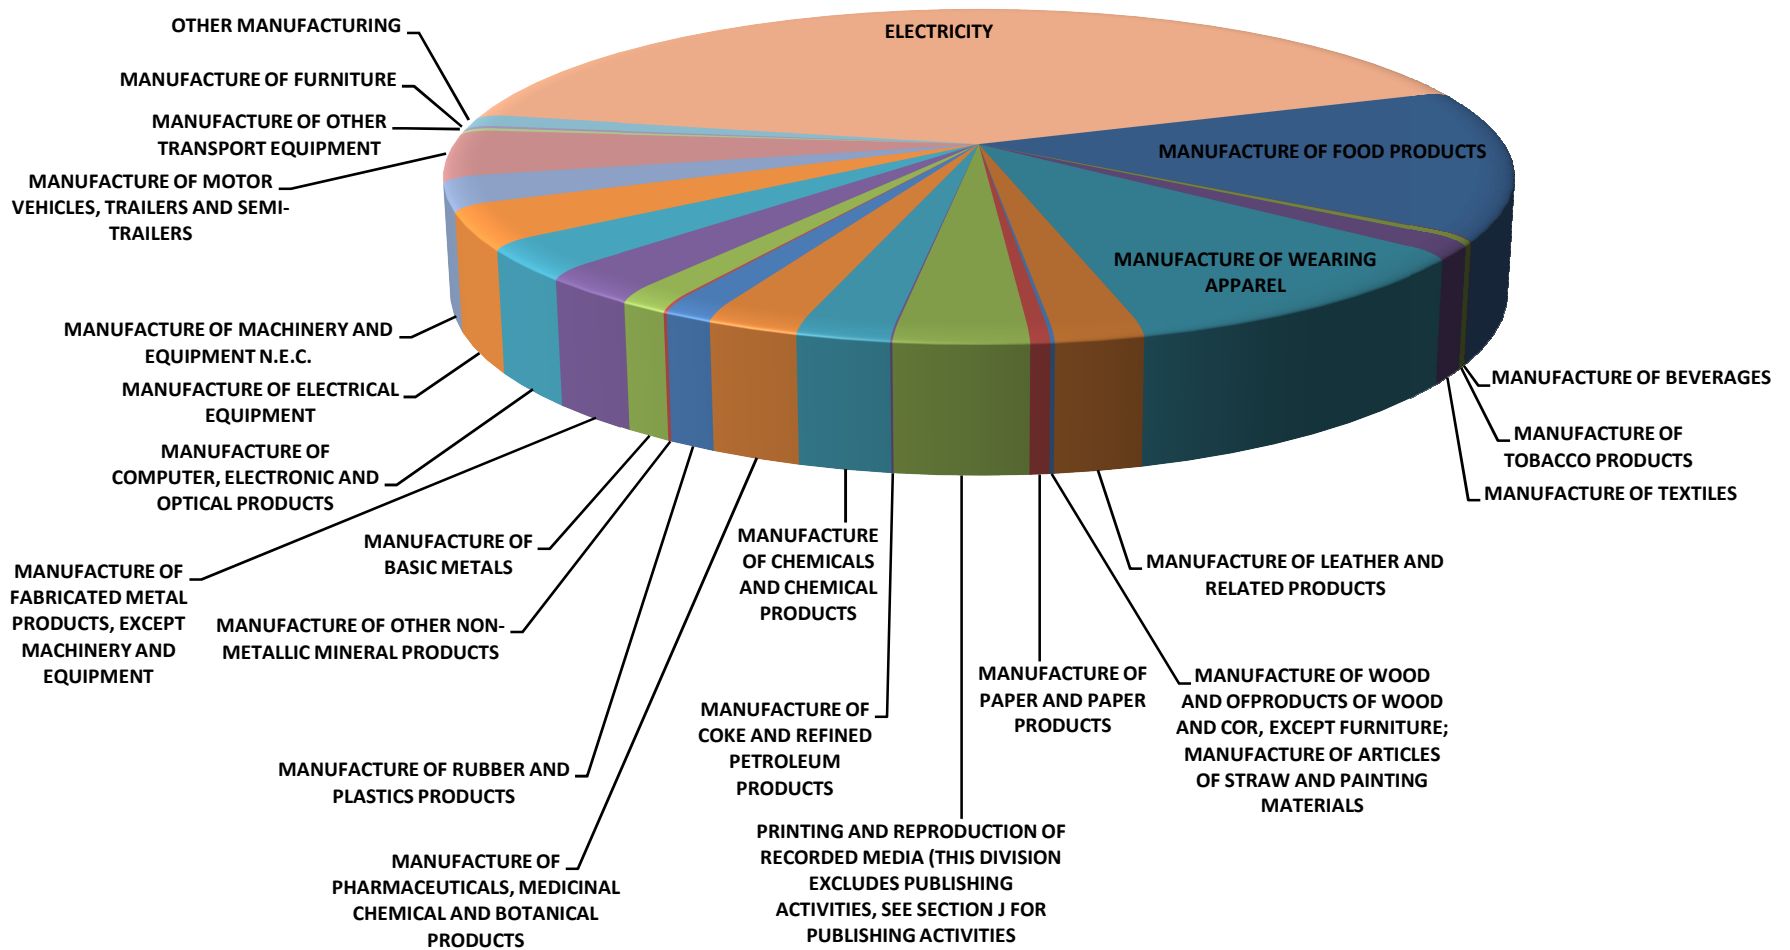 OTHER MANUFACTURING
ELECTRICITY
MANUFACTURE OF FURNITURE
MANUFACTURE OF OTHER
TRANSPORT EQUIPMENT
MANUFACTURE OF MOTOR
VEHICLES, TRAILERS AND SEMI-
TRAILERS
MANUFACTURE OF FOOD PRODUCTS
MANUFACTURE OF WEARING
APPAREL
MANUFACTURE OF MACHINERY AND
EQUIPMENT N.E.C.
MANUFACTURE OF ELECTRICAL
EQUIPMENT
MANUFACTURE OF BEVERAGES
MANUFACTURE OF
TOBACCO PRODUCTS
MANUFACTURE OF TEXTILES
MANUFACTURE OF
COMPUTER, ELECTRONIC AND
OPTICAL PRODUCTS
MANUFACTURE OF
BASIC METALS
MANUFACTURE OF
FABRICATED METAL
PRODUCTS, EXCEPT
MACHINERY AND
EQUIPMENT
MANUFACTURE OF OTHER NON-
METALLIC MINERAL PRODUCTS
MANUFACTURE
OF CHEMICALS
AND CHEMICAL
PRODUCTS
MANUFACTURE OF LEATHER AND
RELATED PRODUCTS
MANUFACTURE OF
PAPER AND PAPER
PRODUCTS
MANUFACTURE OF WOOD
AND OFPRODUCTS OF WOOD
AND COR, EXCEPT FURNITURE;
MANUFACTURE OF ARTICLES
OF STRAW AND PAINTING
MATERIALS
MANUFACTURE OF
COKE AND REFINED
PETROLEUM
PRODUCTS
MANUFACTURE OF RUBBER AND
PLASTICS PRODUCTS
PRINTING AND REPRODUCTION OF
RECORDED MEDIA (THIS DIVISION
EXCLUDES PUBLISHING
ACTIVITIES, SEE SECTION J FOR
PUBLISHING ACTIVITIES
MANUFACTURE OF
PHARMACEUTICALS, MEDICINAL
CHEMICAL AND BOTANICAL
PRODUCTS